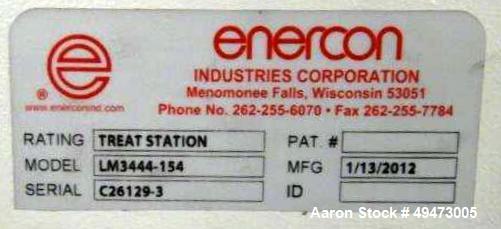 enercon
INDUSTRIES CORPORATION
Menomonee Falls, Wisconsin 53051
Phone No. 262-255-6070 • Fax 262-255-7784
e ®
www.enerconind.com
RATING TREAT STATION PAT. #
MODEL LM3444-154 MFG 1/13/2012
SERIAL C26129-3 ID
Aaron Stock # 49473005